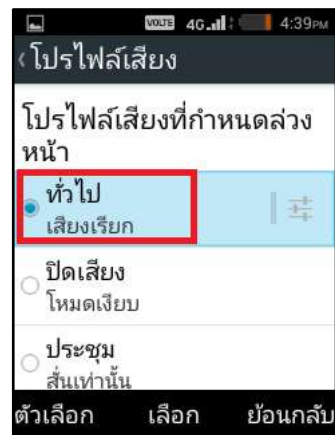 VOLTE 4G 4:39PM
โปรไฟล์เสียง
โปรไฟล์เสียงที่กำหนดล่วง
หน้า
ทั่วไป
เสียงเรียก
ปิดเสียง
โหมดเงียบ
ประชุม
สั่นเท่านั้น
ตัวเลือก เลือก ย้อนกลับ